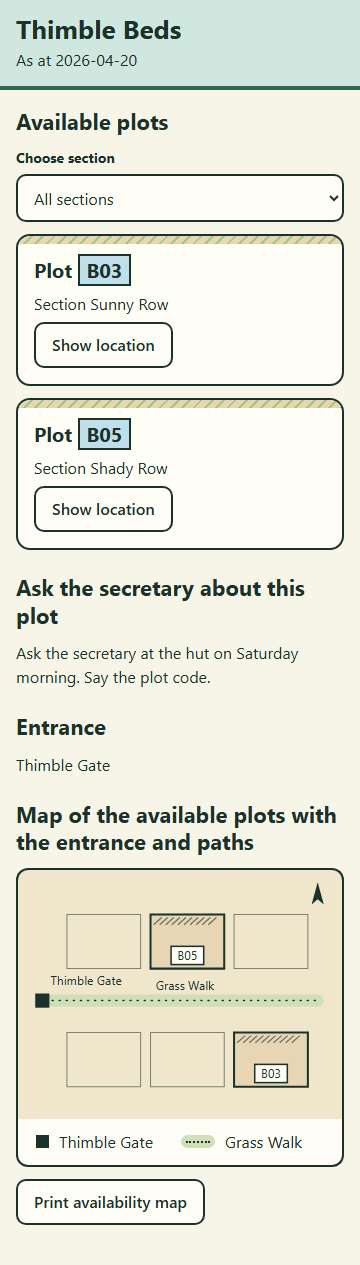 Thimble Beds
As at 2026-04-20
Available plots
Choose section
All sections
Plot B03
Section Sunny Row
Show location
Plot B05
Section Shady Row
Show location
Ask the secretary about this
plot
Ask the secretary at the hut on Saturday
morning. Say the plot code.
Entrance
Thimble Gate
Map of the available plots with
the entrance and paths
B05
Thimble Gate
Grass Walk
B03
Thimble Gate
Grass Walk
Print availability map